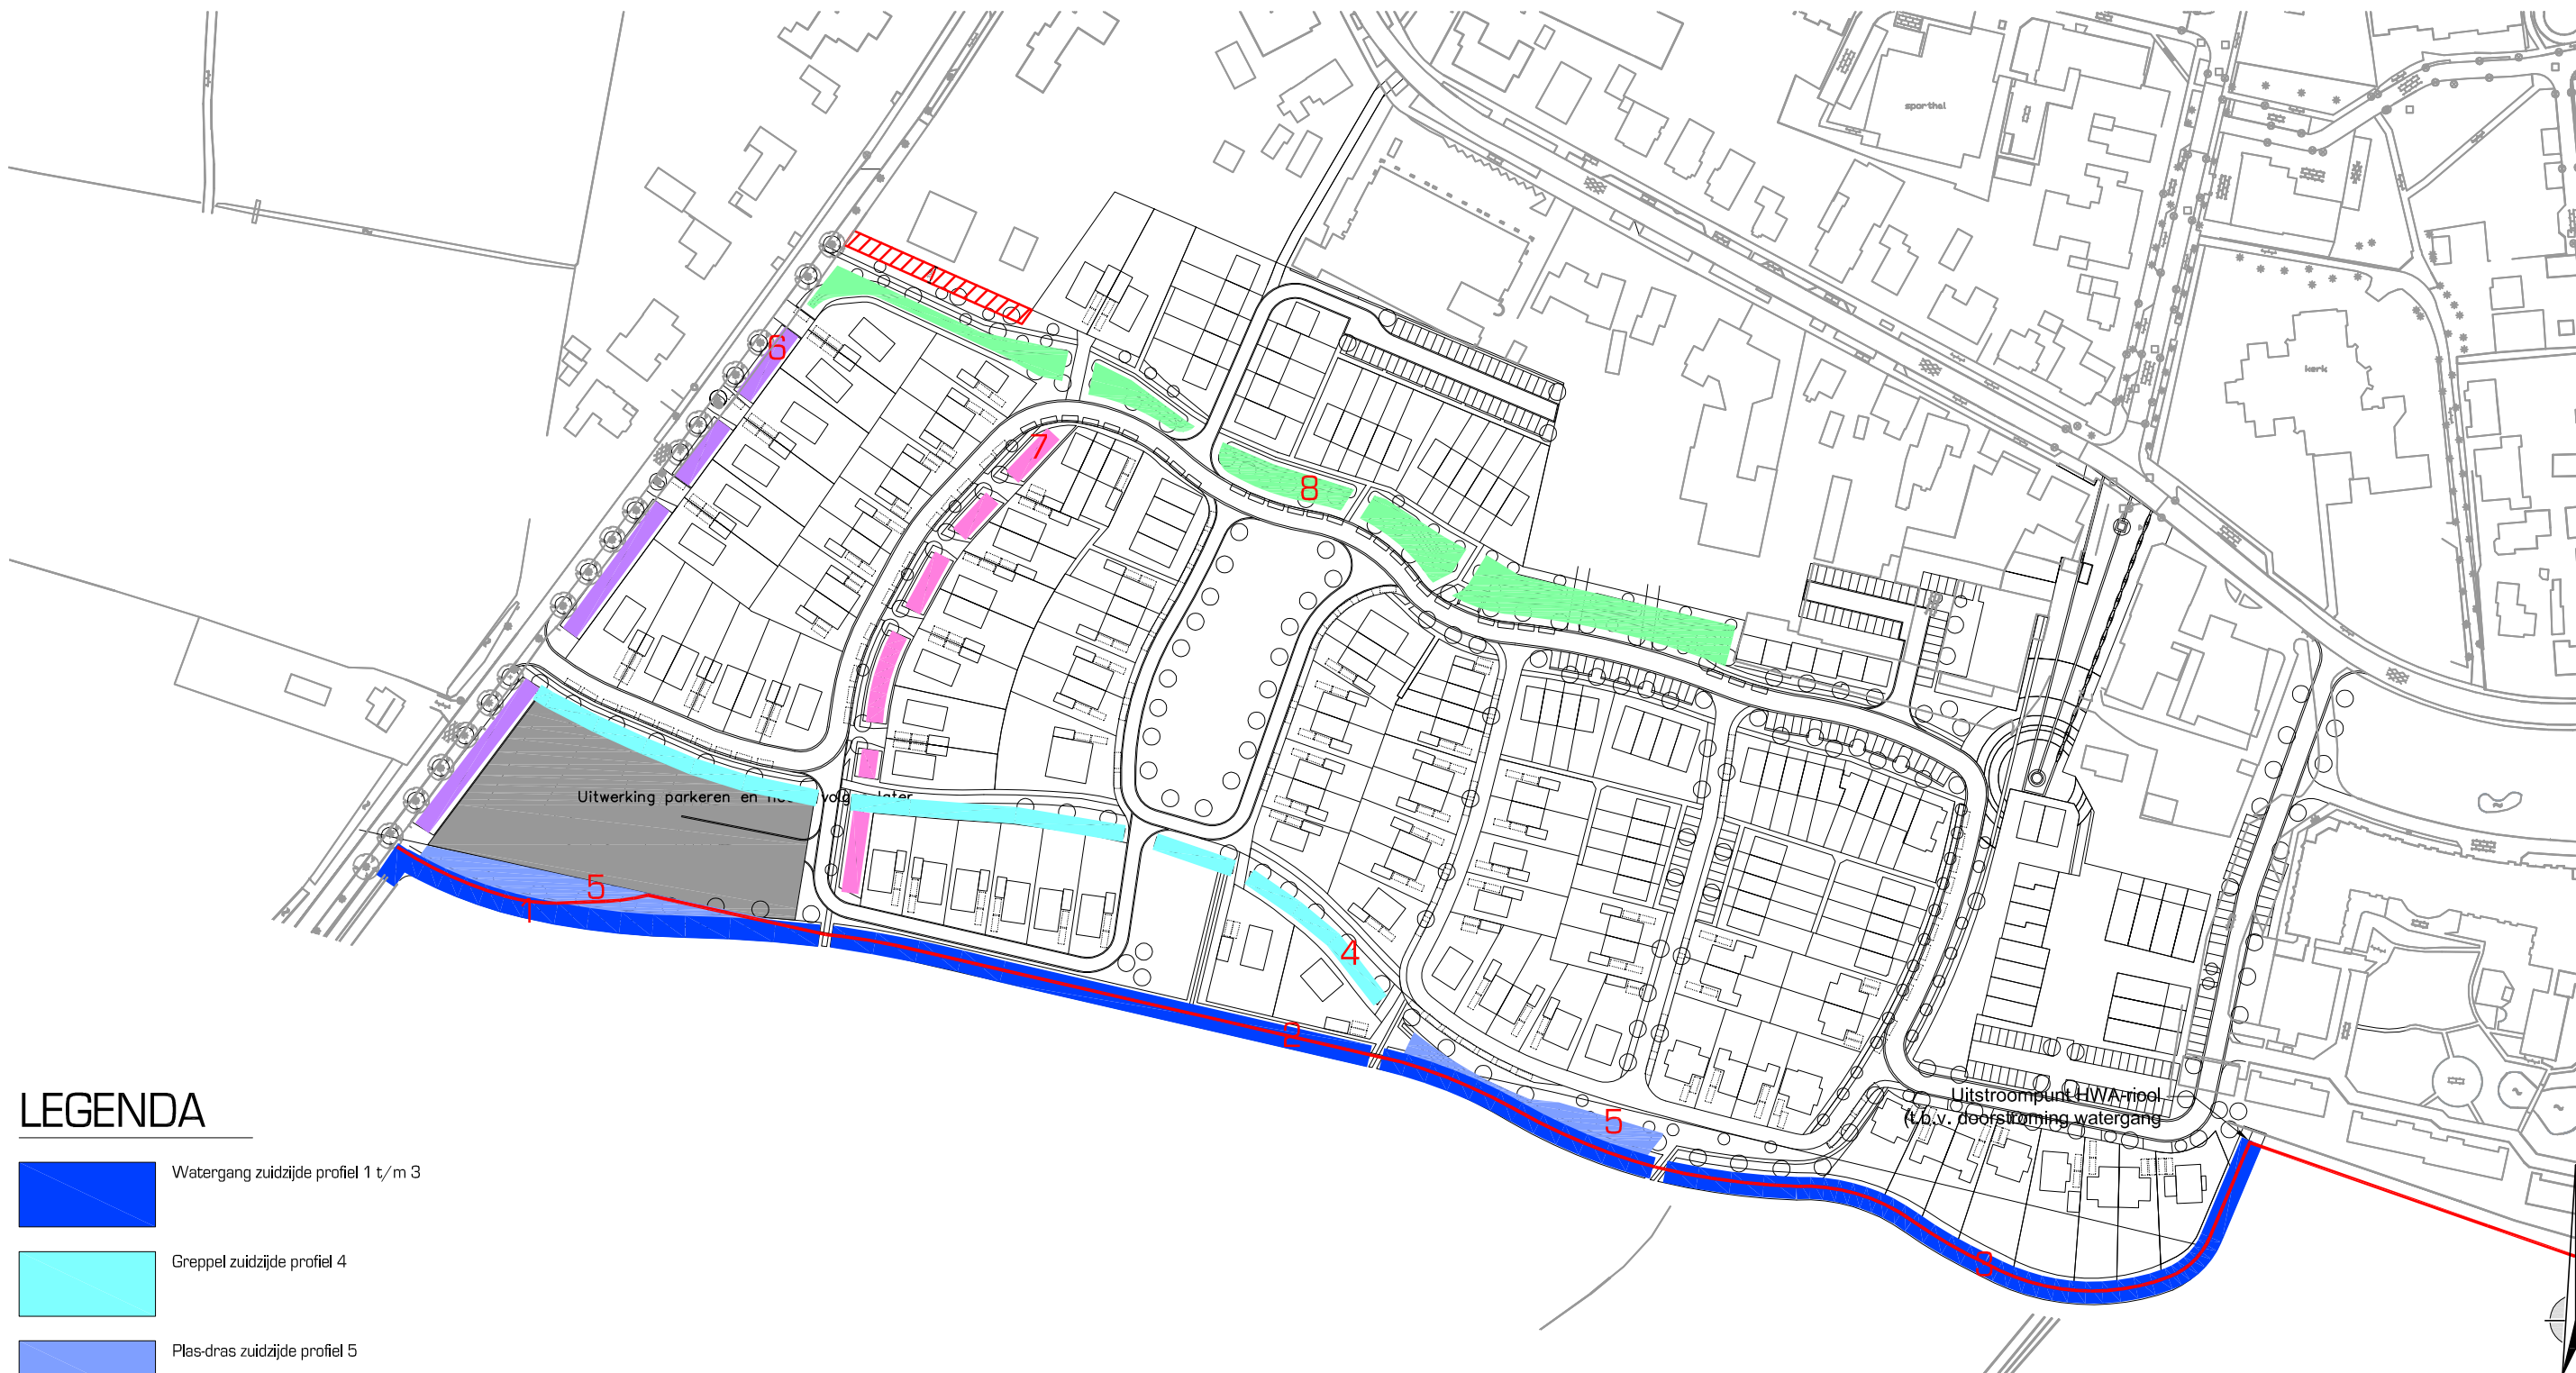 sporthal
A
6
kerk
7
8
Uitwerking parkeren en volg later
5
1
4
2
LEGENDA
Uitstroompunt HWA-riool
(t.b.v. doorstroming watergang
5
Watergang zuidzijde profiel 1 t/m 3
3
Greppel zuidzijde profiel 4
Plas-dras zuidzijde profiel 5